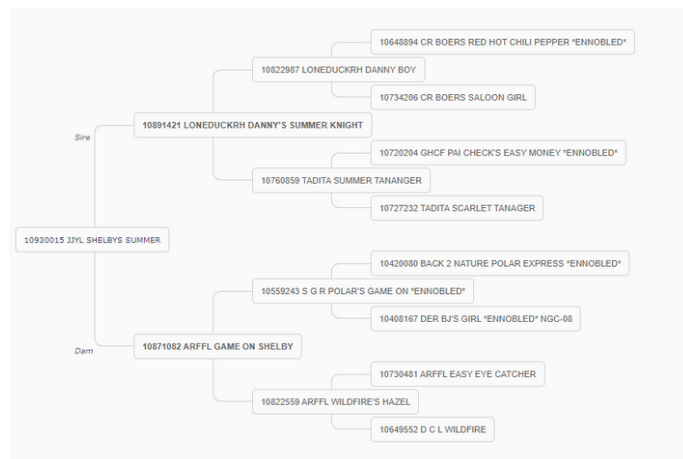 10648894 CR BOERS RED HOT CHILI PEPPER *ENNOBLED*
10822987 LONEDUCKRH DANNY BOY
10734206 CR BOERS SALOON GIRL
10891421 LONEDUCKRH DANNY'S SUMMER KNIGHT
Sire
10720204 GHCF PAI CHECK'S EASY MONEY *ENNOBLED*
10760859 TADITA SUMMER TANANGER
10727232 TADITA SCARLET TANAGER
10930015 JJYL SHELBYS SUMMER
10420080 BACK 2 NATURE POLAR EXPRESS *ENNOBLED*
10559243 S G R POLAR'S GAME ON *ENNOBLED*
10408167 DER BJ'S GIRL *ENNOBLED* NGC-08
10871082 ARFFL GAME ON SHELBY
Dam
10730481 ARFFL EASY EYE CATCHER
10822559 ARFFL WILDFIRE'S HAZEL
10649552 D C L WILDFIRE